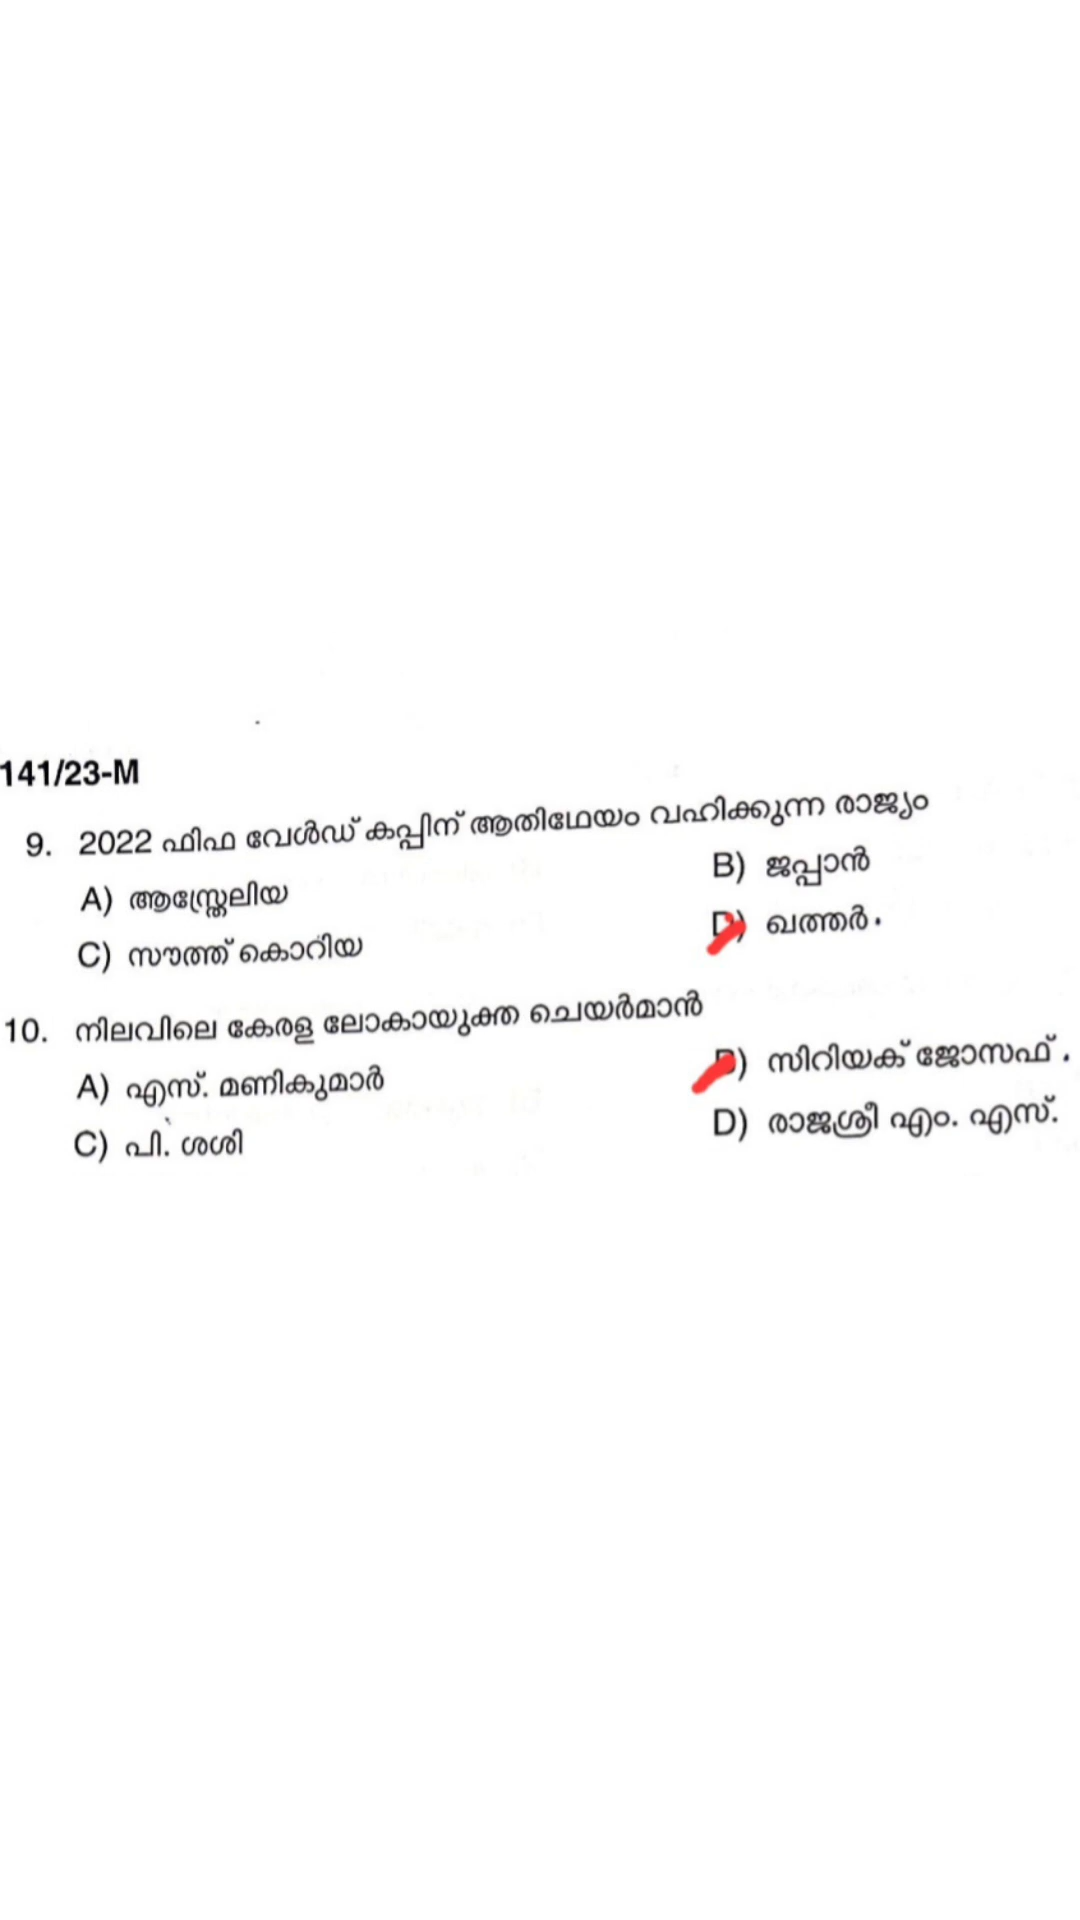 141/23-M
9. 2022 ഫിഫ വേൾഡ് കപ്പിന് ആതിഥേയം വഹിക്കുന്ന രാജ്യം
A) ആസ്ത്രേലിയ B) ജപ്പാൻ
C) സൗത്ത് കൊറിയ D) ഖത്തർ.
10. നിലവിലെ കേരള ലോകായുക്ത ചെയർമാൻ
A) എസ്. മണികുമാർ B) സിറിയക് ജോസഫ്.
C) പി. ശശി D) രാജശ്രീ എം. എസ്.